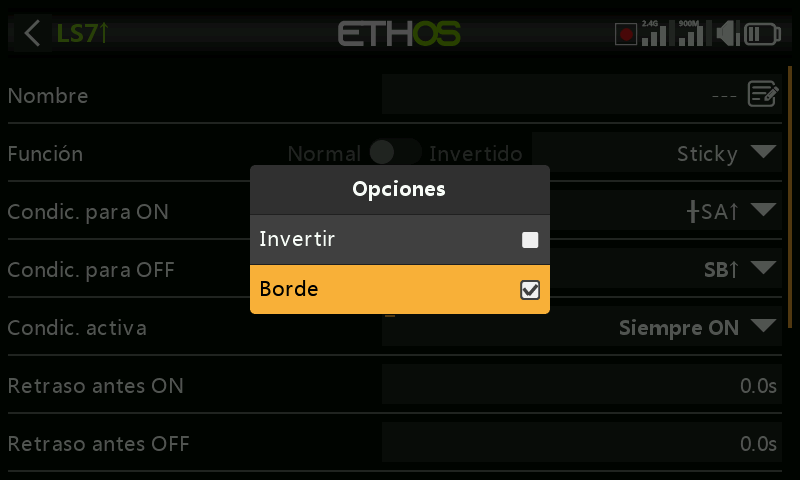 LS7↑ ETHOS 2.4G 900M
Nombre ---
Función Normal Invertido Sticky
Opciones
Condic. para ON ╂SA↑
Invertir
Condic. para OFF SB↑
Borde
Condic. activa Siempre ON
Retraso antes ON 0.0s
Retraso antes OFF 0.0s